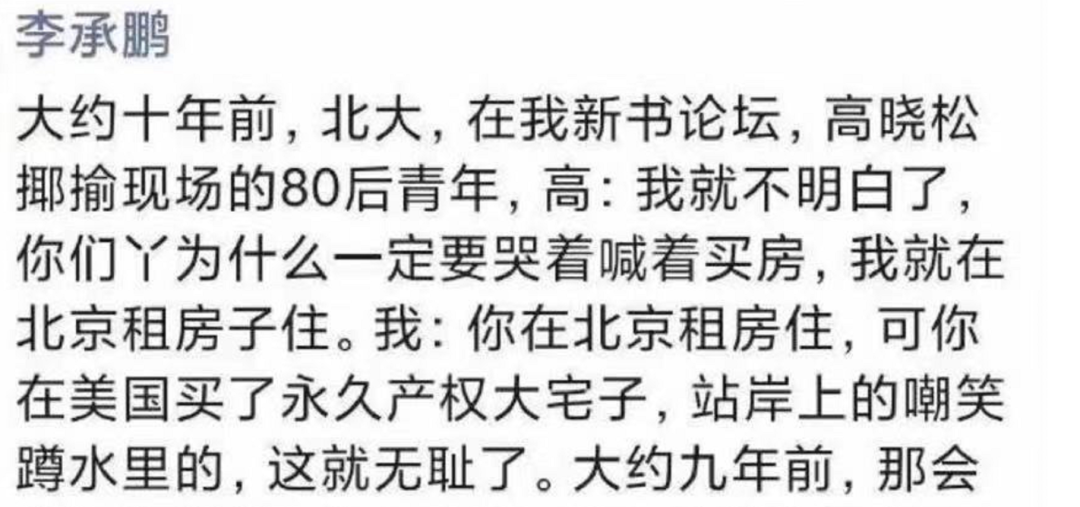 李承鹏
大约十年前，北大，在我新书论坛，高晓松
揶揄现场的80后青年，高：我就不明白了，
你们丫为什么一定要哭着喊着买房，我就在
北京租房子住。我：你在北京租房住，可你
在美国买了永久产权大宅子，站岸上的嘲笑
蹲水里的，这就无耻了。大约九年前，那会